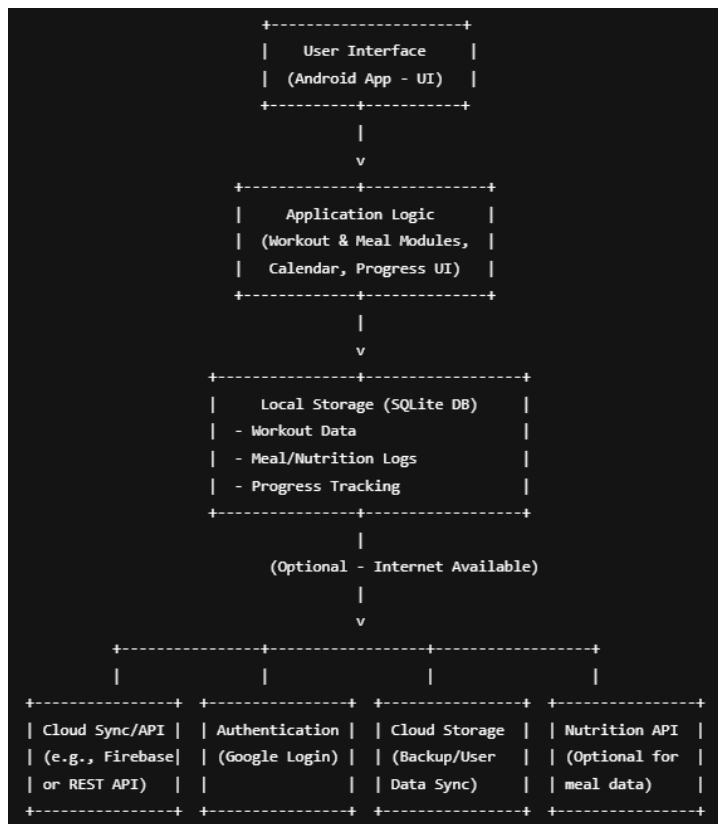 +----------------------+
|    User Interface     |
|  (Android App - UI)   |
+----------+-----------+
|
v
+-------------+--------------+
|     Application Logic      |
|  (Workout & Meal Modules,  |
|   Calendar, Progress UI)   |
+-------------+--------------+
|
v
+----------------+------------------+
|     Local Storage (SQLite DB)     |
|  - Workout Data                   |
|  - Meal/Nutrition Logs            |
|  - Progress Tracking              |
+----------------+------------------+
|
(Optional - Internet Available)
|
v
+----------------+------------------+------------------+
|                |                  |                  |
+----------------+  +----------------+  +----------------+  +----------------+
| Cloud Sync/API |  | Authentication |  | Cloud Storage  |  | Nutrition API  |
| (e.g., Firebase|  | (Google Login) |  | (Backup/User   |  | (Optional for  |
| or REST API)   |  |                |  | Data Sync)     |  | meal data)     |
+----------------+  +----------------+  +----------------+  +----------------+